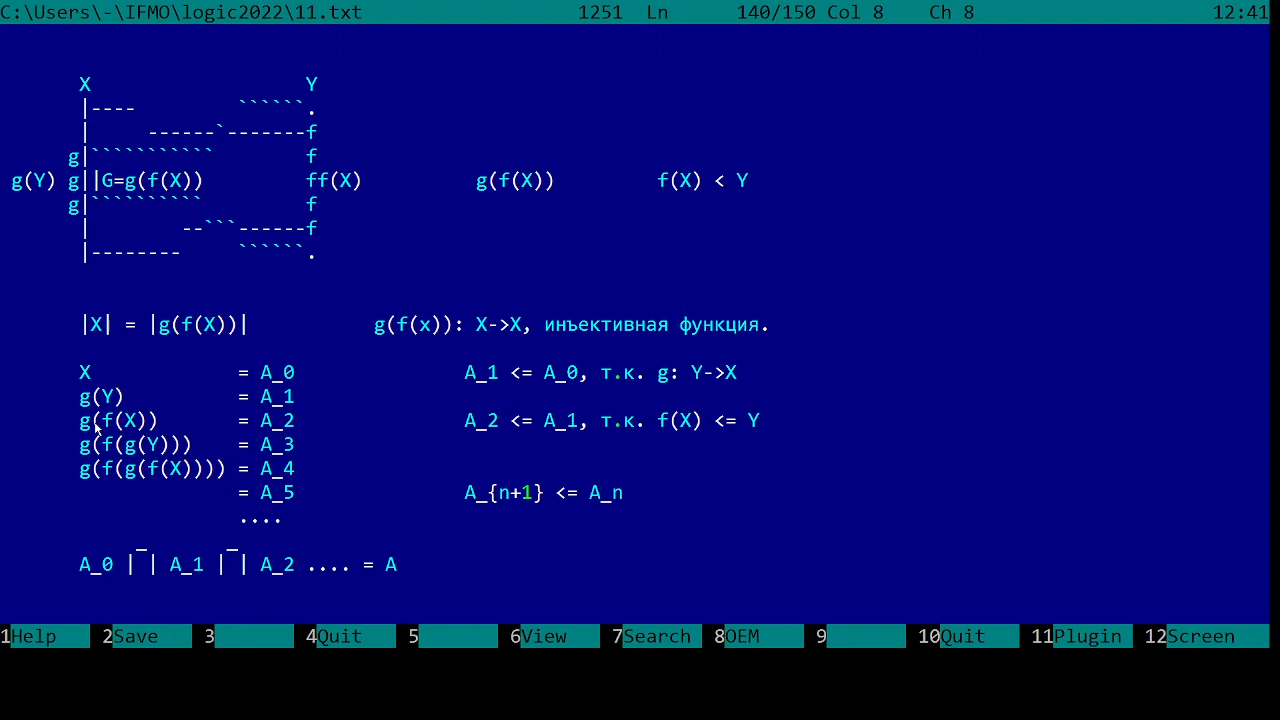 C:\Users\-\IFMO\logic2022\11.txt 1251 Ln 140/150 Col 8 Ch 8 12:41
X Y
|---- ``````.
| ------`-------f
g|``````````` f
g(Y) g||G=g(f(X)) ff(X) g(f(X)) f(X) < Y
g|`````````` f
| --```------f
|-------- ``````.
|X| = |g(f(X))| g(f(x)): X->X, инъективная функция.
X = A_0 A_1 <= A_0, т.к. g: Y->X
g(Y) = A_1
g(f(X)) = A_2 A_2 <= A_1, т.к. f(X) <= Y
g(f(g(Y))) = A_3
g(f(g(f(X)))) = A_4
= A_5 A_{n+1} <= A_n
....
_ _
A_0 | | A_1 | | A_2 .... = A
1Help 2Save 3 4Quit 5 6View 7Search 8OEM 9 10Quit 11Plugin 12Screen